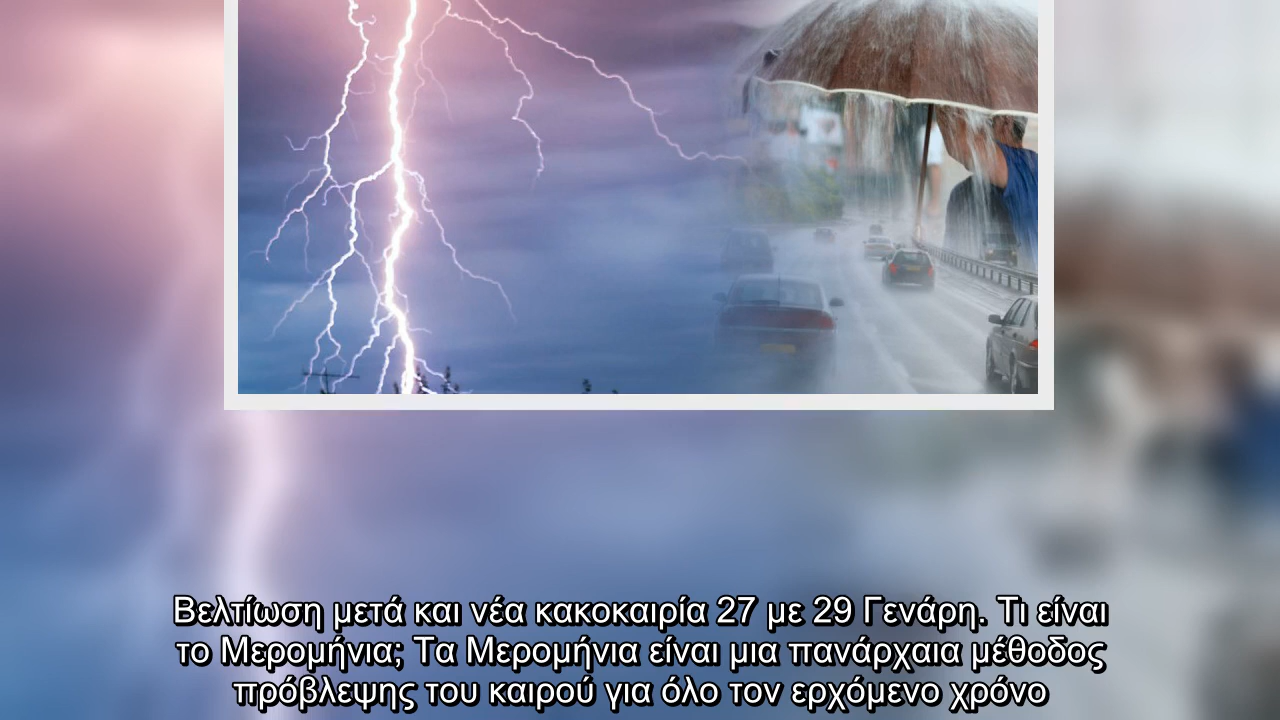 Βελτίωση μετά και νέα κακοκαιρία 27 με 29 Γενάρη. Τι είναι
το Μερομήνια; Τα Μερομήνια είναι μια πανάρχαια μέθοδος
πρόβλεψης του καιρού για όλο τον ερχόμενο χρόνο